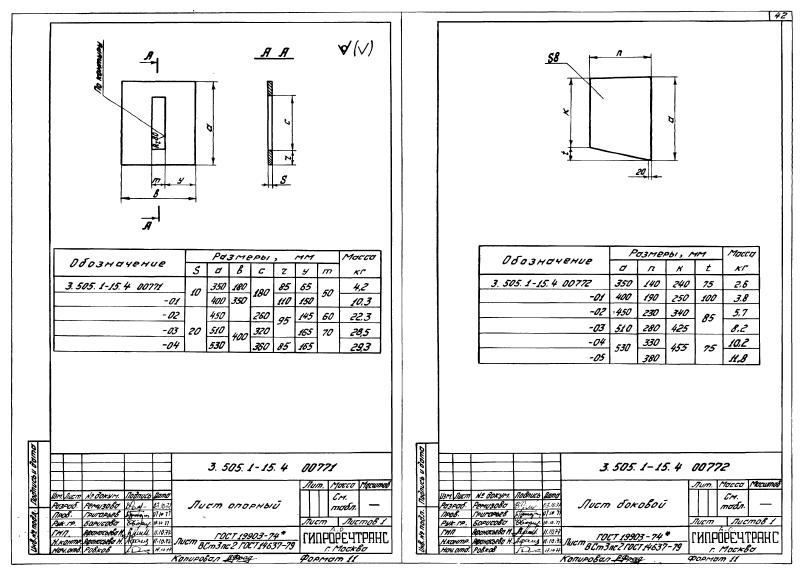 42
А
А А
√(√)
По контуру
а
с
г
m
у
в
S
А
Обозначение Размеры, мм Масса кг
S а в с г у m
3.505.1-15.4 00771 10 350 180 180 85 65 50 4,2
-01 400 350 110 150 10,3
-02 20 450 400 260 95 145 60 22,3
-03 510 320 165 70 28,5
-04 530 360 85 165 29,3
3.505.1-15.4 00771
Лит. Масса Масштаб
См. табл. —
Изм. Лист № докум. Подпись Дата
Разраб. Ремизова
Пров. Григорьев
Рук. гр. Борисова
ГИП
Н.контр.
Нач. отд. Ровков
Лист опорный
Лист Листов 1
Лист ГОСТ 19903-74*
ВСт3пс2 ГОСТ 14637-79
ГИПРОРЕЧТРАНС
г. Москва
Копировал
Формат 11
Подпись и дата
Инв. № подл.
S8
п
к
а
t
20
Обозначение Размеры, мм Масса кг
а п к t
3.505.1-15.4 00772 350 140 240 75 2.6
-01 400 190 250 100 3.8
-02 450 230 340 85 5.7
-03 510 280 425 8.2
-04 530 330 455 75 10.2
-05 380 11,8
3.505.1-15.4 00772
Лит. Масса Масштаб
См. табл. —
Изм. Лист № докум. Подпись Дата
Разраб. Ремизова
Пров. Григорьев
Рук. гр. Борисова
ГИП
Н.контр.
Нач. отд. Ровков
Лист боковой
Лист Листов 1
Лист ГОСТ 19903-74*
ВСт3пс2 ГОСТ 14637-79
ГИПРОРЕЧТРАНС
г. Москва
Копировал
Формат 11
Подпись и дата
Инв. № подл.